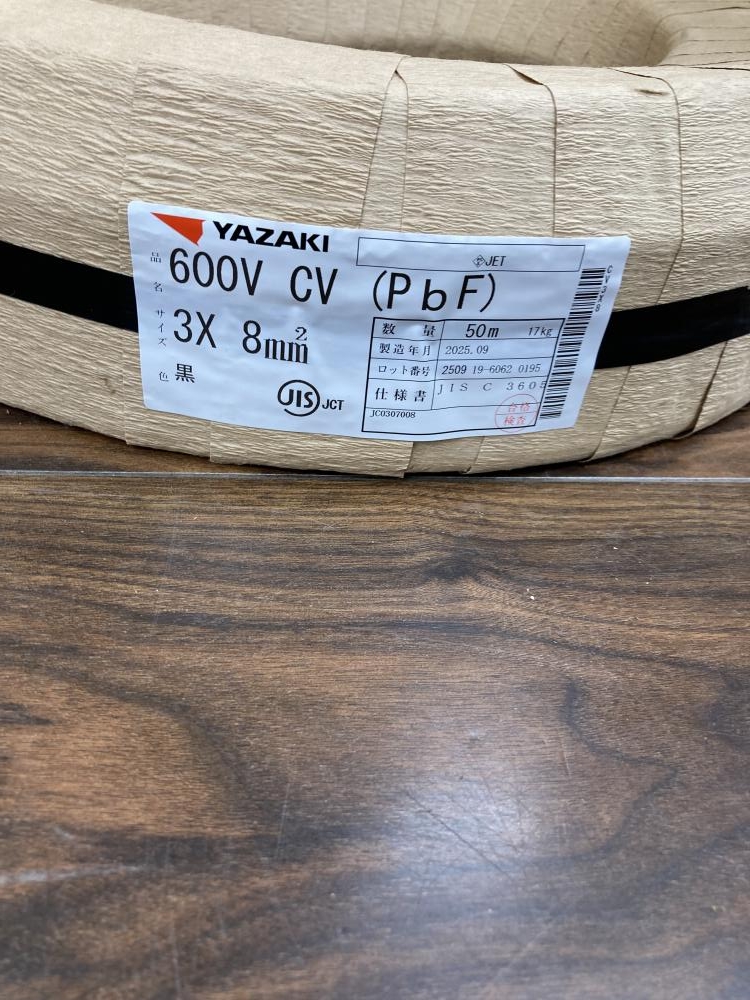 YAZAKI
JET
品名 600V CV (PbF)
サイズ 3X 8mm²
色 黒
JIS JCT
数量 50m 17kg
製造年月 2025.09
ロット番号 2509 19-6062 0195
仕様書 JIS C 3605
JC0307008
合格
検査